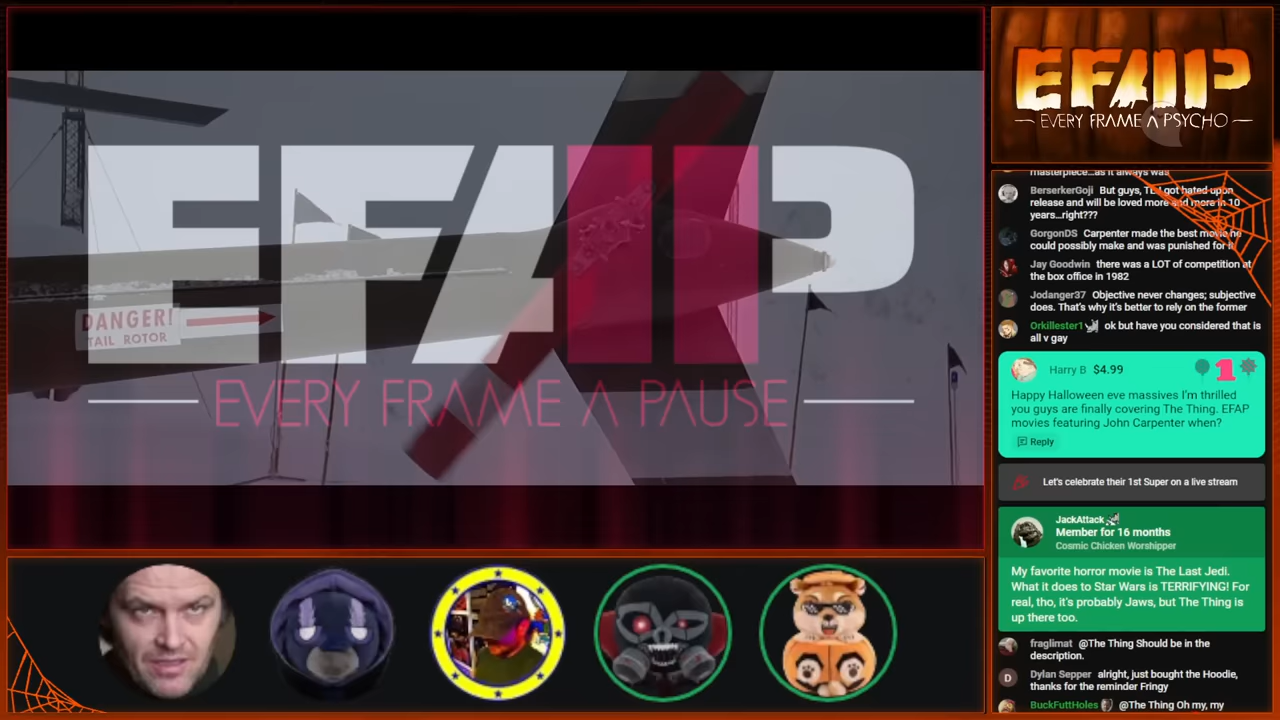 EFAP
EVERY FRAME A PAUSE
DANGER!
TAIL ROTOR
EFAP
EVERY FRAME A PSYCHO
masterpiece...as it always was
BerserkerGoji But guys, TLJ got hated upon
release and will be loved more and more in 10
years...right???
GorgonDS Carpenter made the best movie he
could possibly make and was punished for it
Jay Goodwin there was a LOT of competition at
the box office in 1982
Jodanger37 Objective never changes; subjective
does. That's why it's better to rely on the former
Orkillester1 ok but have you considered that is
all v gay
Harry B $4.99
1
Happy Halloween eve massives I'm thrilled
you guys are finally covering The Thing. EFAP
movies featuring John Carpenter when?
Reply
Let's celebrate their 1st Super on a live stream
JackAttack
Member for 16 months
Cosmic Chicken Worshipper
My favorite horror movie is The Last Jedi.
What it does to Star Wars is TERRIFYING! For
real, tho, it's probably Jaws, but The Thing is
up there too.
fraglimat @The Thing Should be in the
description.
D Dylan Sepper alright, just bought the Hoodie,
thanks for the reminder Fringy
BuckFuttHoles @The Thing Oh my, my